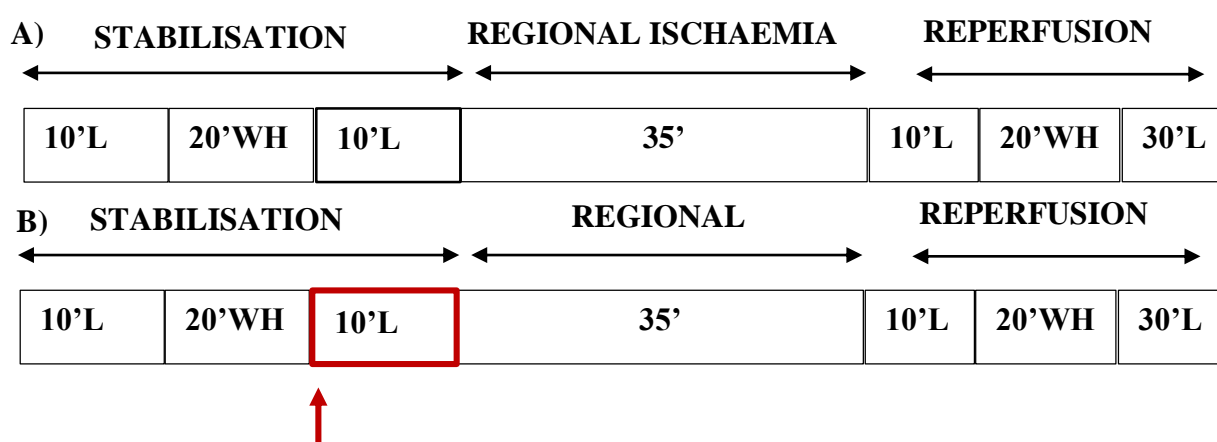 A) STABILISATION REGIONAL ISCHAEMIA REPERFUSION
10’L 20’WH 10’L 35’ 10’L 20’WH 30’L
B) STABILISATION REGIONAL REPERFUSION
10’L 20’WH 10’L 35’ 10’L 20’WH 30’L